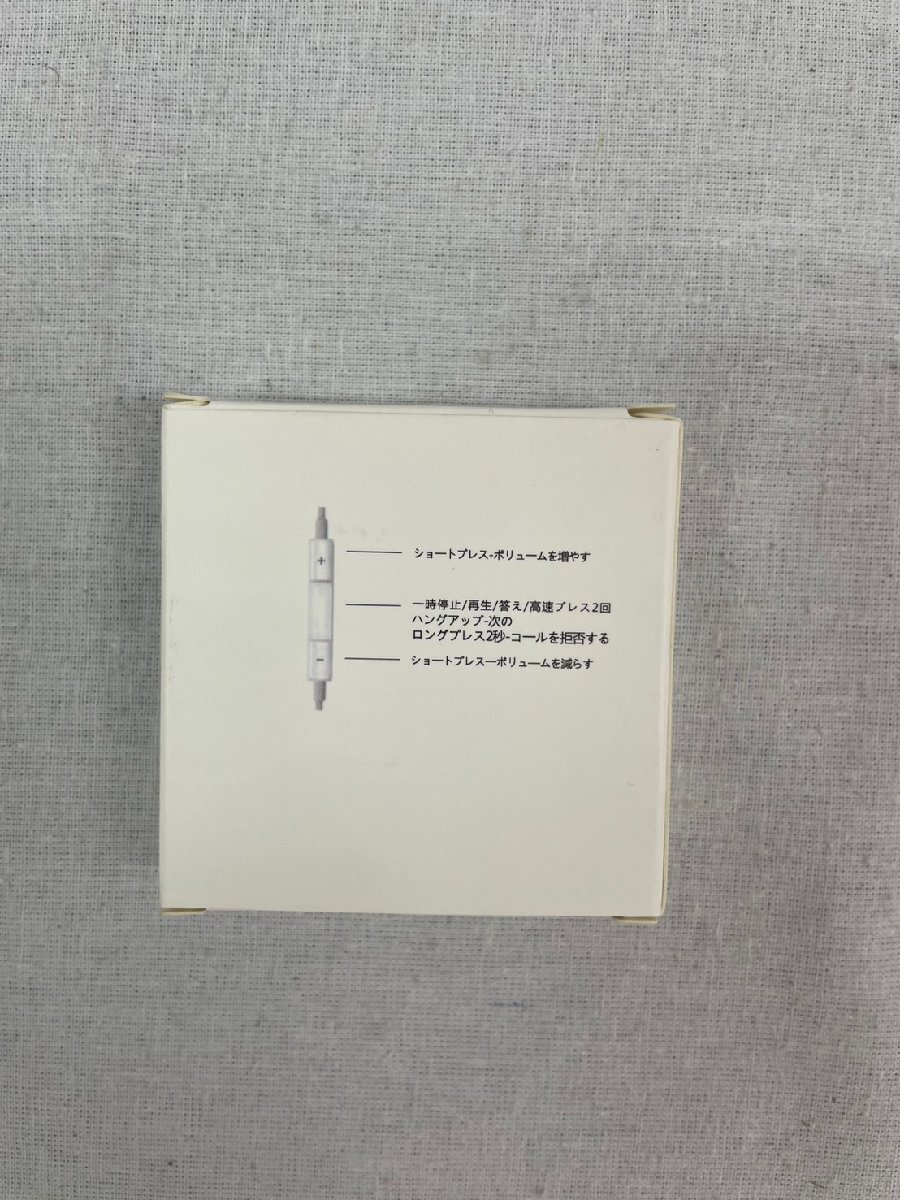 +
ショートプレス-ボリュームを増やす
一時停止/再生/答え/高速プレス2回
ハングアップ-次の
ロングプレス2秒-コールを拒否する
−
ショートプレス一ボリュームを減らす